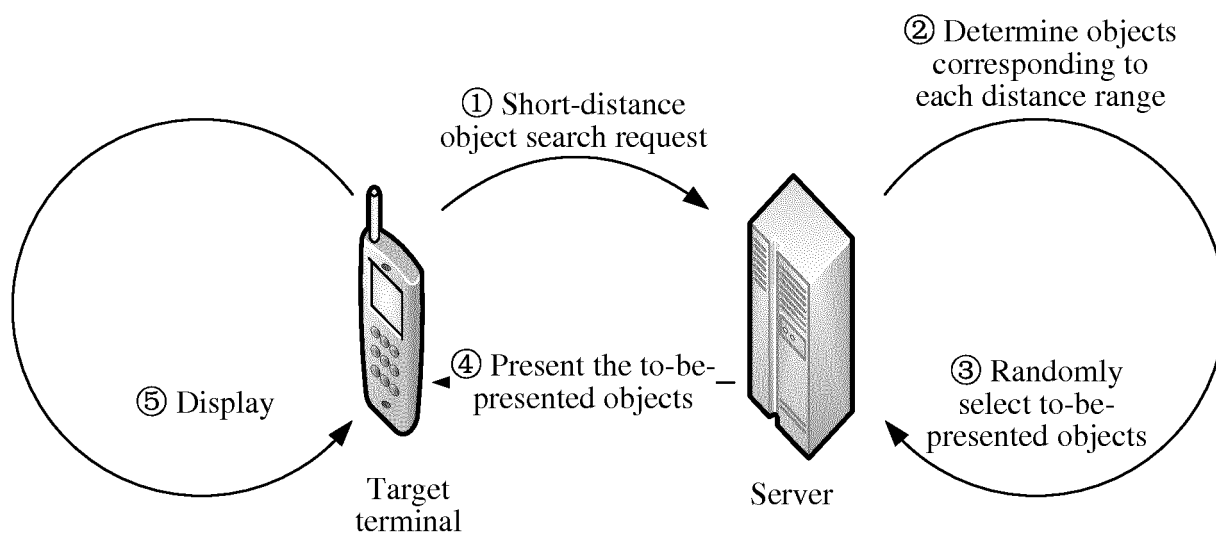 ① Short-distance
object search request
② Determine objects
corresponding to
each distance range
③ Randomly
select to-be-
presented objects
④ Present the to-be-
presented objects
⑤ Display
Target
terminal
Server